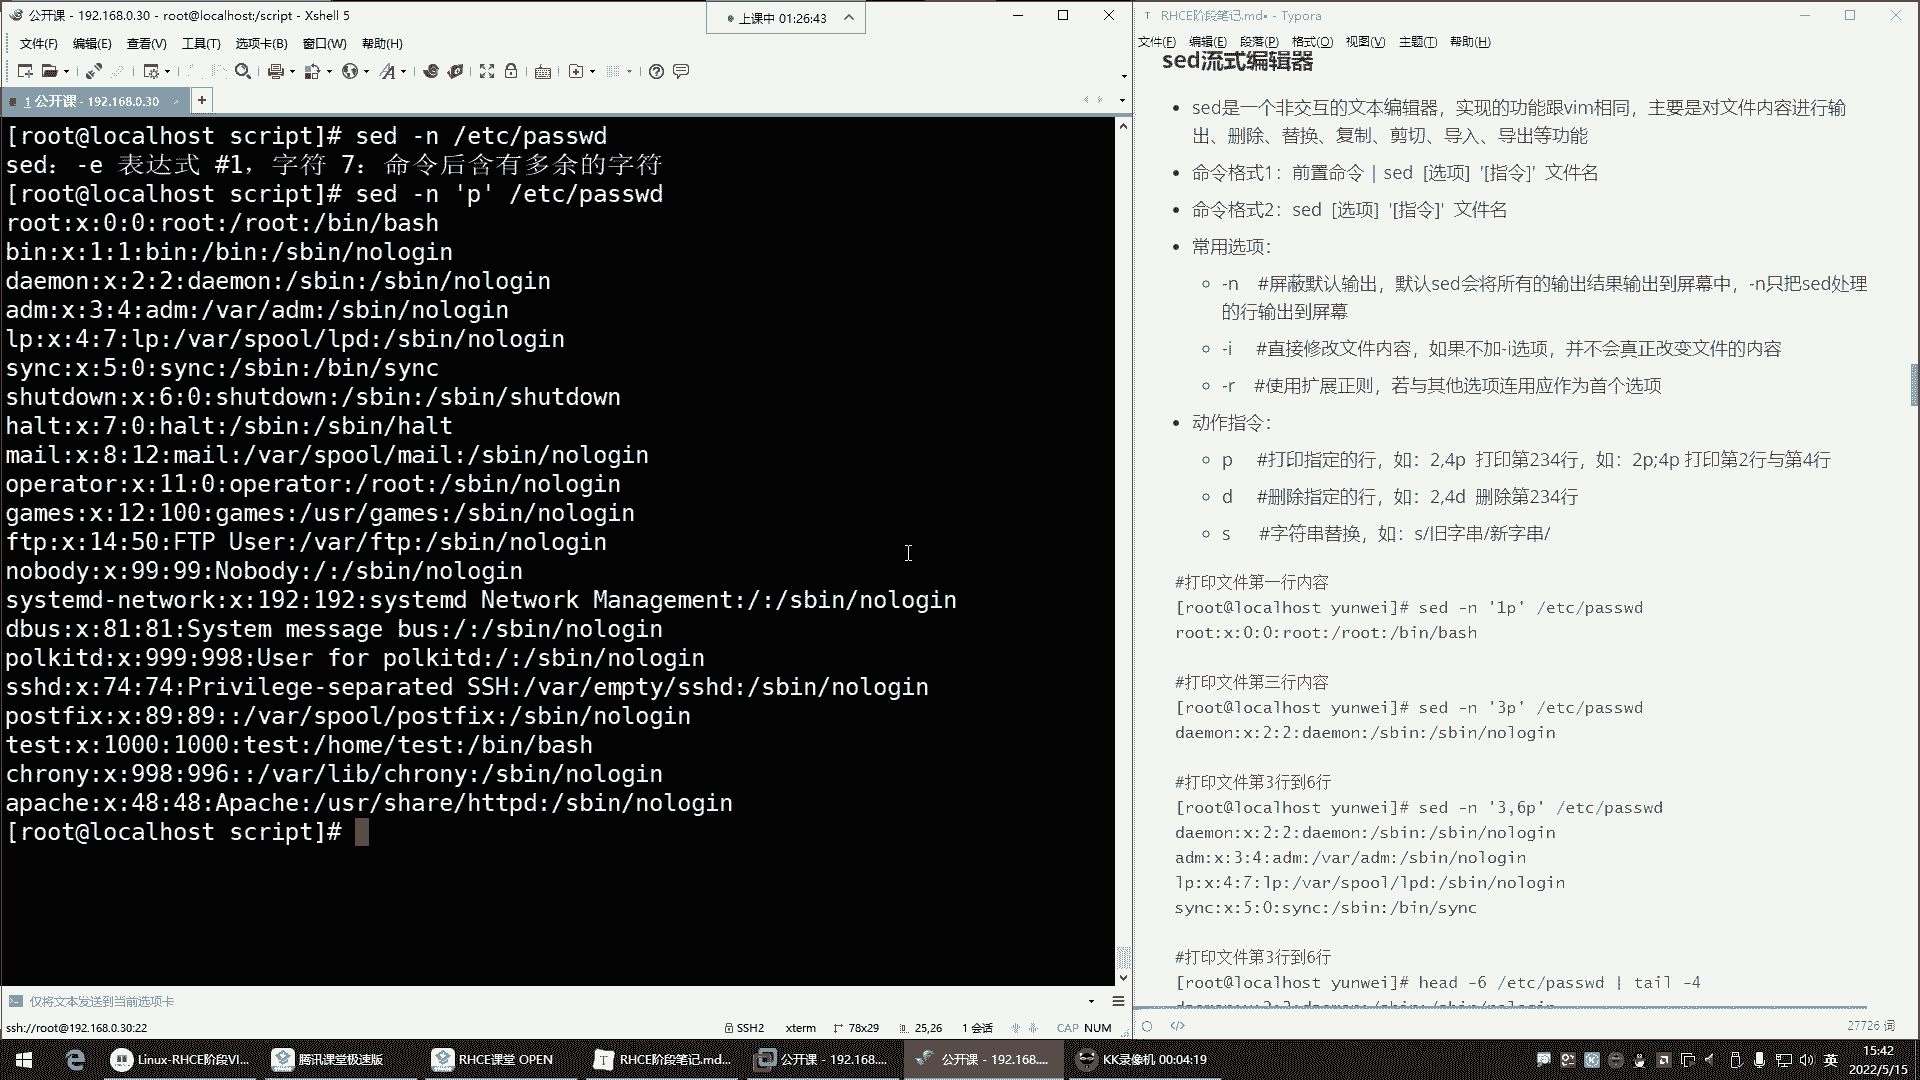 公开课 - 192.168.0.30 - root@localhost:/script - Xshell 5
上课中 01:26:43
文件(F) 编辑(E) 查看(V) 工具(T) 选项卡(B) 窗口(W) 帮助(H)
1 公开课 - 192.168.0.30
[root@localhost script]# sed -n /etc/passwd
sed：-e 表达式 #1，字符 7：命令后含有多余的字符
[root@localhost script]# sed -n 'p' /etc/passwd
root:x:0:0:root:/root:/bin/bash
bin:x:1:1:bin:/bin:/sbin/nologin
daemon:x:2:2:daemon:/sbin:/sbin/nologin
adm:x:3:4:adm:/var/adm:/sbin/nologin
lp:x:4:7:lp:/var/spool/lpd:/sbin/nologin
sync:x:5:0:sync:/sbin:/bin/sync
shutdown:x:6:0:shutdown:/sbin:/sbin/shutdown
halt:x:7:0:halt:/sbin:/sbin/halt
mail:x:8:12:mail:/var/spool/mail:/sbin/nologin
operator:x:11:0:operator:/root:/sbin/nologin
games:x:12:100:games:/usr/games:/sbin/nologin
ftp:x:14:50:FTP User:/var/ftp:/sbin/nologin
nobody:x:99:99:Nobody:/:/sbin/nologin
systemd-network:x:192:192:systemd Network Management:/:/sbin/nologin
dbus:x:81:81:System message bus:/:/sbin/nologin
polkitd:x:999:998:User for polkitd:/:/sbin/nologin
sshd:x:74:74:Privilege-separated SSH:/var/empty/sshd:/sbin/nologin
postfix:x:89:89::/var/spool/postfix:/sbin/nologin
test:x:1000:1000:test:/home/test:/bin/bash
chrony:x:998:996::/var/lib/chrony:/sbin/nologin
apache:x:48:48:Apache:/usr/share/httpd:/sbin/nologin
[root@localhost script]#
仅将文本发送到当前选项卡
ssh://root@192.168.0.30:22 SSH2 xterm 78x29 25,26 1 会话 CAP NUM
RHCE阶段笔记.md• - Typora
文件(F) 编辑(E) 段落(P) 格式(O) 视图(V) 主题(T) 帮助(H)
sed流式编辑器
sed是一个非交互的文本编辑器，实现的功能跟vim相同，主要是对文件内容进行输
出、删除、替换、复制、剪切、导入、导出等功能
命令格式1：前置命令 | sed [选项] '[指令]' 文件名
命令格式2：sed [选项] '[指令]' 文件名
常用选项：
-n #屏蔽默认输出，默认sed会将所有的输出结果输出到屏幕中，-n只把sed处理
的行输出到屏幕
-i #直接修改文件内容，如果不加-i选项，并不会真正改变文件的内容
-r #使用扩展正则，若与其他选项连用应作为首个选项
动作指令：
p #打印指定的行，如：2,4p 打印第234行，如：2p;4p 打印第2行与第4行
d #删除指定的行，如：2,4d 删除第234行
s #字符串替换，如：s/旧字串/新字串/
#打印文件第一行内容
[root@localhost yunwei]# sed -n '1p' /etc/passwd
root:x:0:0:root:/root:/bin/bash
#打印文件第三行内容
[root@localhost yunwei]# sed -n '3p' /etc/passwd
daemon:x:2:2:daemon:/sbin:/sbin/nologin
#打印文件第3行到6行
[root@localhost yunwei]# sed -n '3,6p' /etc/passwd
daemon:x:2:2:daemon:/sbin:/sbin/nologin
adm:x:3:4:adm:/var/adm:/sbin/nologin
lp:x:4:7:lp:/var/spool/lpd:/sbin/nologin
sync:x:5:0:sync:/sbin:/bin/sync
#打印文件第3行到6行
[root@localhost yunwei]# head -6 /etc/passwd | tail -4
daemon:x:2:2:daemon:/sbin:/sbin/nologin
27726 词
Linux-RHCE阶段VI... 腾讯课堂极速版 RHCE课堂 OPEN RHCE阶段笔记.md... 公开课 - 192.168.... 公开课 - 192.168.... KK录像机 00:04:19 英 15:42
2022/5/15